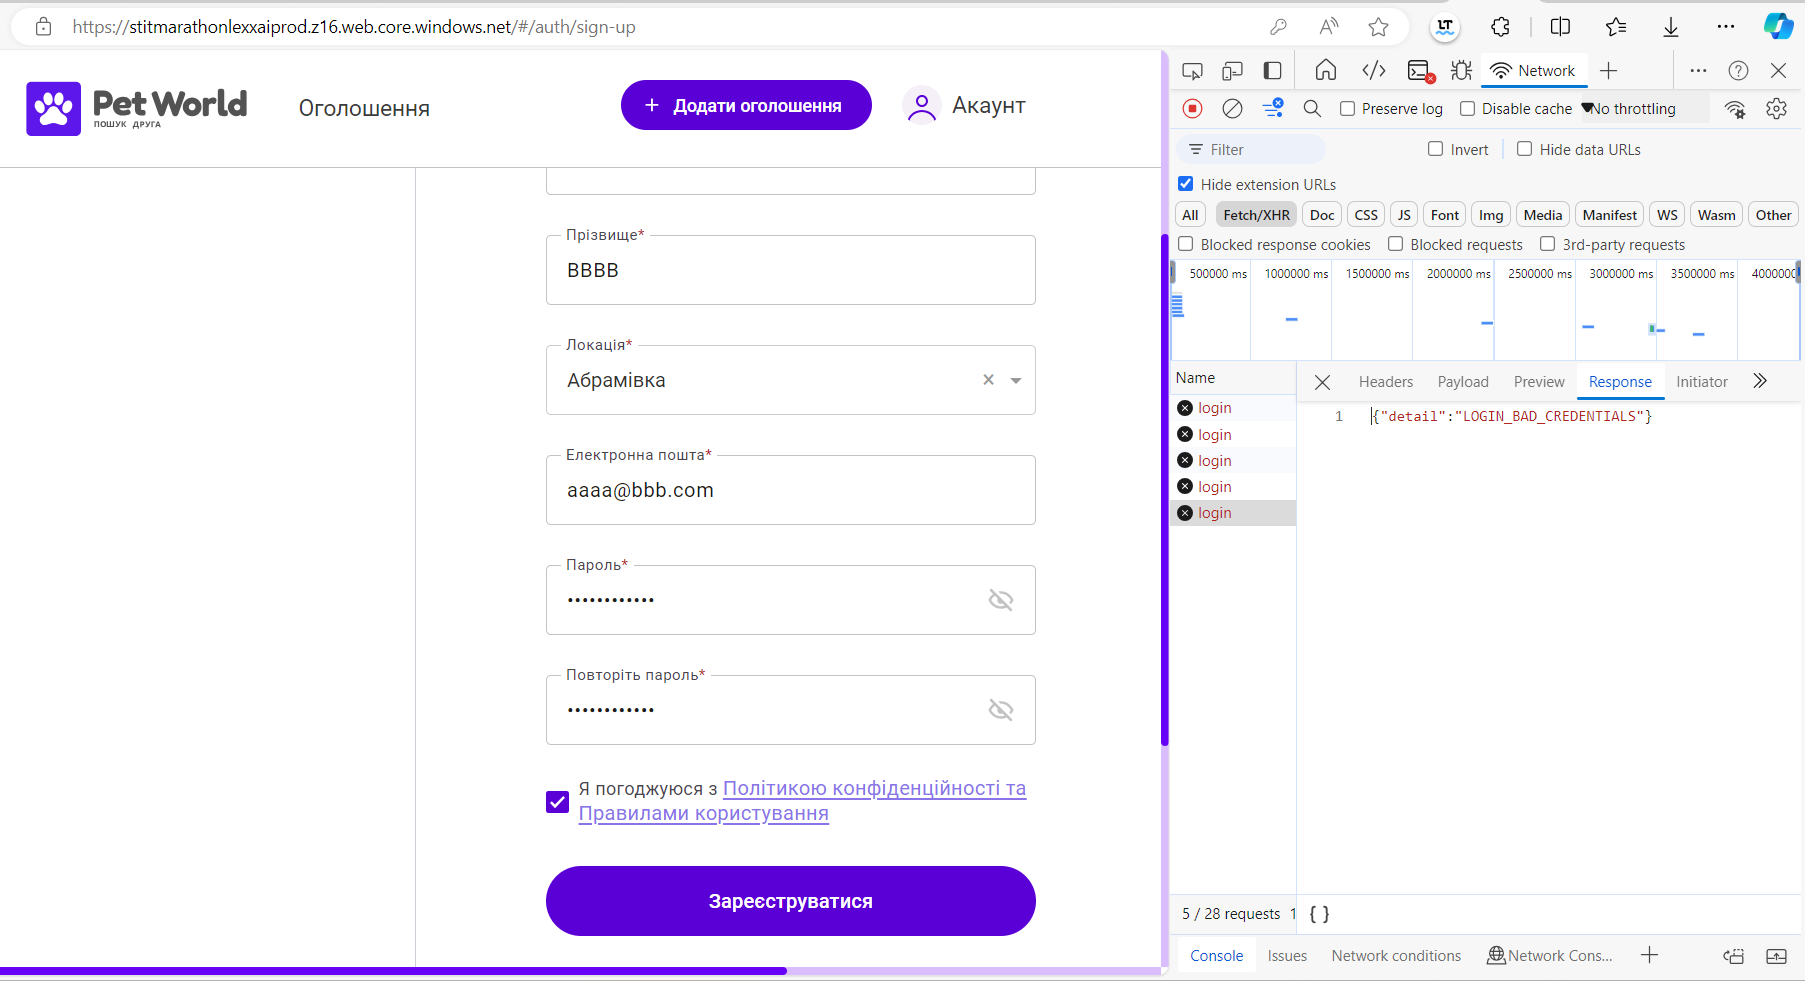 https://stitmarathonlexxaiprod.z16.web.core.windows.net/#/auth/sign-up
Pet World
ПОШУК ДРУГА
Оголошення
+ Додати оголошення
Акаунт
Прізвище*
BBBB
Локація*
Абрамівка
Електронна пошта*
aaaa@bbb.com
Пароль*
••••••••••••
Повторіть пароль*
••••••••••••
Я погоджуюся з Політикою конфіденційності та
Правилами користування
Зареєструватися
Network
Preserve log
Disable cache
No throttling
Filter
Invert
Hide data URLs
Hide extension URLs
All Fetch/XHR Doc CSS JS Font Img Media Manifest WS Wasm Other
Blocked response cookies
Blocked requests
3rd-party requests
500000 ms 1000000 ms 1500000 ms 2000000 ms 2500000 ms 3000000 ms 3500000 ms 400000
Name
login
login
login
login
login
Headers Payload Preview Response Initiator
1 {"detail":"LOGIN_BAD_CREDENTIALS"}
5 / 28 requests 1
{ }
Console Issues Network conditions Network Cons...